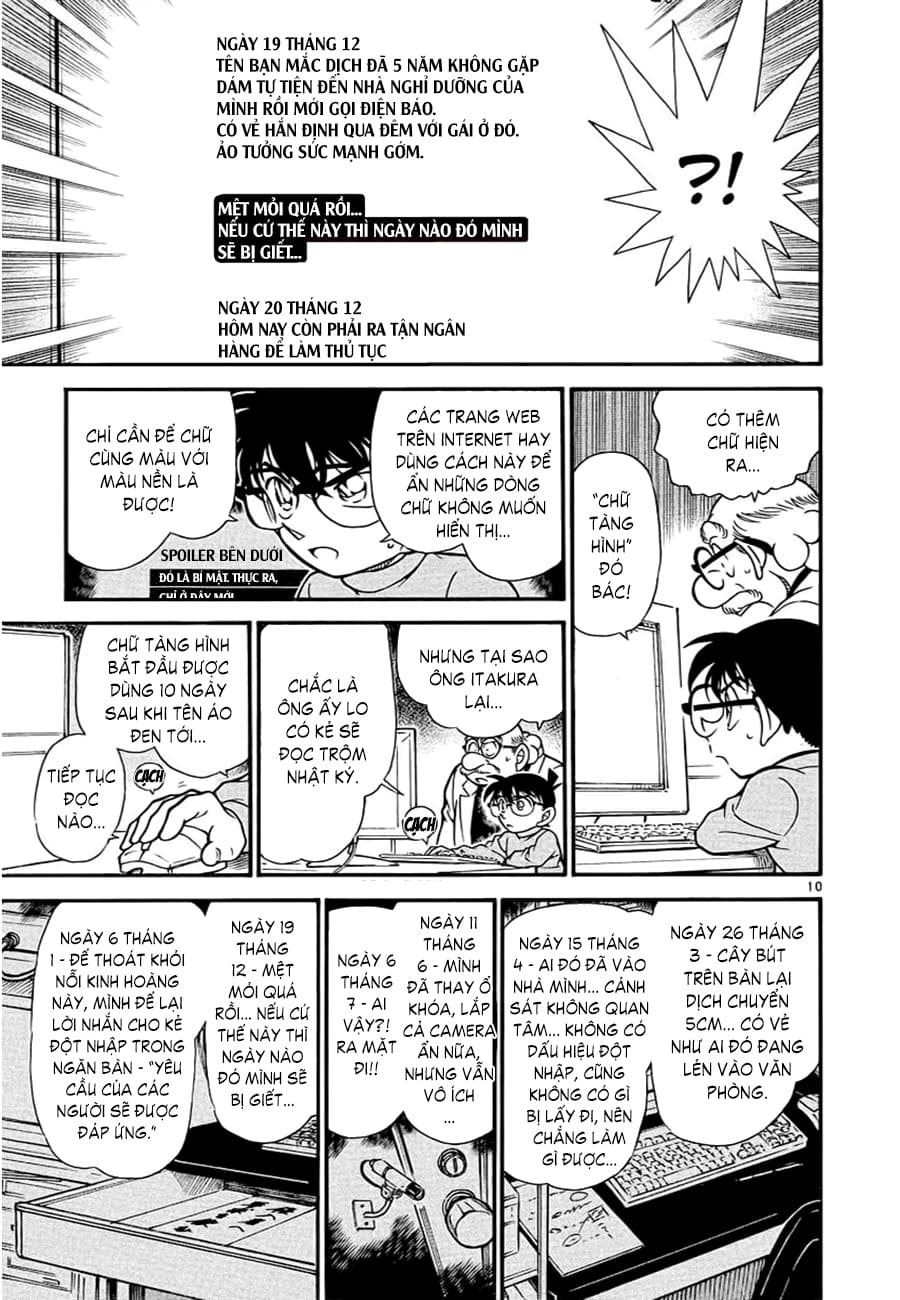 NGÀY 19 THÁNG 12
TÊN BẠN MẮC DỊCH ĐÃ 5 NĂM KHÔNG GẶP
DÁM TỰ TIỆN ĐẾN NHÀ NGHỈ DƯỠNG CỦA
MÌNH RỒI MỚI GỌI ĐIỆN BÁO.
CÓ VẺ HẮN ĐỊNH QUA ĐÊM VỚI GÁI Ở ĐÓ.
ẢO TƯỞNG SỨC MẠNH GỚM.
MỆT MỎI QUÁ RỒI...
NẾU CỨ THẾ NÀY THÌ NGÀY NÀO ĐÓ MÌNH
SẼ BỊ GIẾT...
NGÀY 20 THÁNG 12
HÔM NAY CÒN PHẢI RA TẬN NGÂN
HÀNG ĐỂ LÀM THỦ TỤC
?!
CÓ THÊM
CHỮ HIỆN
RA...
"CHỮ
TÀNG
HÌNH"
ĐÓ
BÁC!
CÁC TRANG WEB
TRÊN INTERNET HAY
DÙNG CÁCH NÀY ĐỂ
ẨN NHỮNG DÒNG
CHỮ KHÔNG MUỐN
HIỂN THỊ...
CHỈ CẦN ĐỂ CHỮ
CÙNG MÀU VỚI
MÀU NỀN LÀ
ĐƯỢC!
SPOILER BÊN DƯỚI
ĐÓ LÀ BÍ MẬT. THỰC RA,
CHỈ Ở ĐÂY MỚI
NHƯNG TẠI SAO
ÔNG ITAKURA
LẠI...
CHẮC LÀ
ÔNG ẤY LO
CÓ KẺ SẼ
ĐỌC TRỘM
NHẬT KÝ.
CẠCH
CHỮ TÀNG HÌNH
BẮT ĐẦU ĐƯỢC
DÙNG 10 NGÀY
SAU KHI TÊN ÁO
ĐEN TỚI...
CẠCH
TIẾP TỤC
ĐỌC
NÀO...
10
NGÀY 26 THÁNG
3 - CÂY BÚT
TRÊN BÀN LẠI
DỊCH CHUYỂN
5CM... CÓ VẺ
NHƯ AI ĐÓ ĐANG
LẺN VÀO VĂN
PHÒNG.
NGÀY 15 THÁNG
4 - AI ĐÓ ĐÃ VÀO
NHÀ MÌNH... CẢNH
SÁT KHÔNG QUAN
TÂM... KHÔNG CÓ
DẤU HIỆU ĐỘT
NHẬP, CŨNG
KHÔNG CÓ GÌ
BỊ LẤY ĐI, NÊN
CHẲNG LÀM
GÌ ĐƯỢC...
NGÀY 11
THÁNG
6 - MÌNH
ĐÃ THAY Ổ
KHÓA, LẮP
CẢ CAMERA
ẨN NỮA,
NHƯNG VẪN
VÔ ÍCH
...
NGÀY 6
THÁNG
7 - AI
VẬY?!
RA MẶT
ĐI!!
NGÀY 19
THÁNG
12 - MỆT
MỎI QUÁ
RỒI... NẾU CỨ
THẾ NÀY THÌ
NGÀY NÀO
ĐÓ MÌNH SẼ
BỊ GIẾT...
NGÀY 6 THÁNG
1 - ĐỂ THOÁT KHỎI
NỖI KINH HOÀNG
NÀY, MÌNH ĐỂ LẠI
LỜI NHẮN CHO KẺ
ĐỘT NHẬP TRONG
NGĂN BÀN - "YÊU
CẦU CỦA CÁC
NGƯỜI SẼ ĐƯỢC
ĐÁP ỨNG."